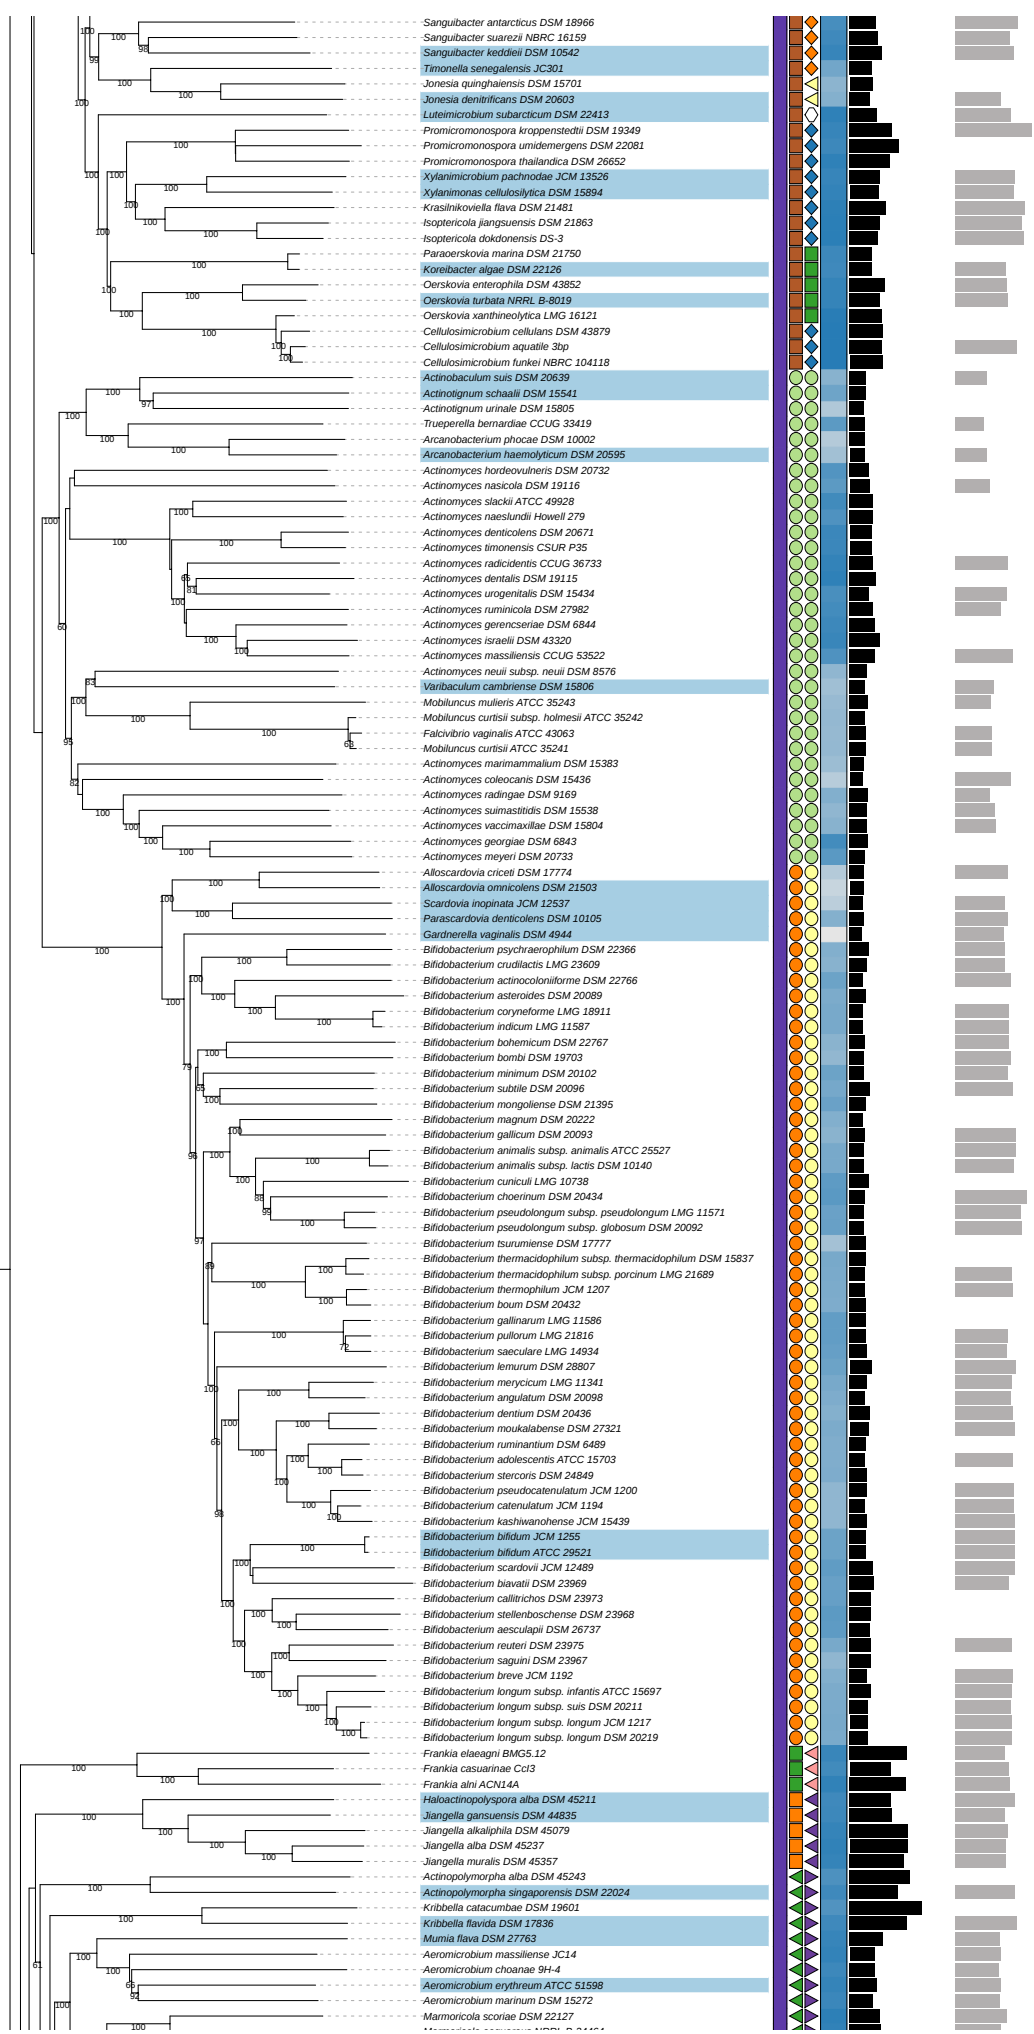 Sanguibacter antarcticus DSM 18966
Sanguibacter suarezii NBRC 16159
Sanguibacter keddieii DSM 10542
Timonella senegalensis JC301
Jonesia quinghaiensis DSM 15701
Jonesia denitrificans DSM 20603
Luteimicrobium subarcticum DSM 22413
Promicromonospora kroppenstedtii DSM 19349
Promicromonospora umidemergens DSM 22081
Promicromonospora thailandica DSM 26652
Xylanimicrobium pachnodae JCM 13526
Xylanimonas cellulosilytica DSM 15894
Krasilnikoviella flava DSM 21481
Isoptericola jiangsuensis DSM 21863
Isoptericola dokdonensis DS-3
Paraoerskovia marina DSM 21750
Koreibacter algae DSM 22126
Oerskovia enterophila DSM 43852
Oerskovia turbata NRRL B-8019
Oerskovia xanthineolytica LMG 16121
Cellulosimicrobium cellulans DSM 43879
Cellulosimicrobium aquatile 3bp
Cellulosimicrobium funkei NBRC 104118
Actinobaculum suis DSM 20639
Actinotignum schaalii DSM 15541
Actinotignum urinale DSM 15805
Trueperella bernardiae CCUG 33419
Arcanobacterium phocae DSM 10002
Arcanobacterium haemolyticum DSM 20595
Actinomyces hordeovulneris DSM 20732
Actinomyces nasicola DSM 19116
Actinomyces slackii ATCC 49928
Actinomyces naeslundii Howell 279
Actinomyces denticolens DSM 20671
Actinomyces timonensis CSUR P35
Actinomyces radicidentis CCUG 36733
Actinomyces dentalis DSM 19115
Actinomyces urogenitalis DSM 15434
Actinomyces ruminicola DSM 27982
Actinomyces gerencseriae DSM 6844
Actinomyces israelii DSM 43320
Actinomyces massiliensis CCUG 53522
Actinomyces neuii subsp. neuii DSM 8576
Varibaculum cambriense DSM 15806
Mobiluncus mulieris ATCC 35243
Mobiluncus curtisii subsp. holmesii ATCC 35242
Falcivibrio vaginalis ATCC 43063
Mobiluncus curtisii ATCC 35241
Actinomyces marimammalium DSM 15383
Actinomyces coleocanis DSM 15436
Actinomyces radingae DSM 9169
Actinomyces suimastitidis DSM 15538
Actinomyces vaccimaxillae DSM 15804
Actinomyces georgiae DSM 6843
Actinomyces meyeri DSM 20733
Alloscardovia criceti DSM 17774
Alloscardovia omnicolens DSM 21503
Scardovia inopinata JCM 12537
Parascardovia denticolens DSM 10105
Gardnerella vaginalis DSM 4944
Bifidobacterium psychraerophilum DSM 22366
Bifidobacterium crudilactis LMG 23609
Bifidobacterium actinocoloniiforme DSM 22766
Bifidobacterium asteroides DSM 20089
Bifidobacterium coryneforme LMG 18911
Bifidobacterium indicum LMG 11587
Bifidobacterium bohemicum DSM 22767
Bifidobacterium bombi DSM 19703
Bifidobacterium minimum DSM 20102
Bifidobacterium subtile DSM 20096
Bifidobacterium mongoliense DSM 21395
Bifidobacterium magnum DSM 20222
Bifidobacterium gallicum DSM 20093
Bifidobacterium animalis subsp. animalis ATCC 25527
Bifidobacterium animalis subsp. lactis DSM 10140
Bifidobacterium cuniculi LMG 10738
Bifidobacterium choerinum DSM 20434
Bifidobacterium pseudolongum subsp. pseudolongum LMG 11571
Bifidobacterium pseudolongum subsp. globosum DSM 20092
Bifidobacterium tsurumiense DSM 17777
Bifidobacterium thermacidophilum subsp. thermacidophilum DSM 15837
Bifidobacterium thermacidophilum subsp. porcinum LMG 21689
Bifidobacterium thermophilum JCM 1207
Bifidobacterium boum DSM 20432
Bifidobacterium gallinarum LMG 11586
Bifidobacterium pullorum LMG 21816
Bifidobacterium saeculare LMG 14934
Bifidobacterium lemurum DSM 28807
Bifidobacterium merycicum LMG 11341
Bifidobacterium angulatum DSM 20098
Bifidobacterium dentium DSM 20436
Bifidobacterium moukalabense DSM 27321
Bifidobacterium ruminantium DSM 6489
Bifidobacterium adolescentis ATCC 15703
Bifidobacterium stercoris DSM 24849
Bifidobacterium pseudocatenulatum JCM 1200
Bifidobacterium catenulatum JCM 1194
Bifidobacterium kashiwanohense JCM 15439
Bifidobacterium bifidum JCM 1255
Bifidobacterium bifidum ATCC 29521
Bifidobacterium scardovii JCM 12489
Bifidobacterium biavatii DSM 23969
Bifidobacterium callitrichos DSM 23973
Bifidobacterium stellenboschense DSM 23968
Bifidobacterium aesculapii DSM 26737
Bifidobacterium reuteri DSM 23975
Bifidobacterium saguini DSM 23967
Bifidobacterium breve JCM 1192
Bifidobacterium longum subsp. infantis ATCC 15697
Bifidobacterium longum subsp. suis DSM 20211
Bifidobacterium longum subsp. longum JCM 1217
Bifidobacterium longum subsp. longum DSM 20219
Frankia elaeagni BMG5.12
Frankia casuarinae CcI3
Frankia alni ACN14A
Haloactinopolyspora alba DSM 45211
Jiangella gansuensis DSM 44835
Jiangella alkaliphila DSM 45079
Jiangella alba DSM 45237
Jiangella muralis DSM 45357
Actinopolymorpha alba DSM 45243
Actinopolymorpha singaporensis DSM 22024
Kribbella catacumbae DSM 19601
Kribbella flavida DSM 17836
Mumia flava DSM 27763
Aeromicrobium massiliense JC14
Aeromicrobium choanae 9H-4
Aeromicrobium erythreum ATCC 51598
Aeromicrobium marinum DSM 15272
Marmoricola scoriae DSM 22127